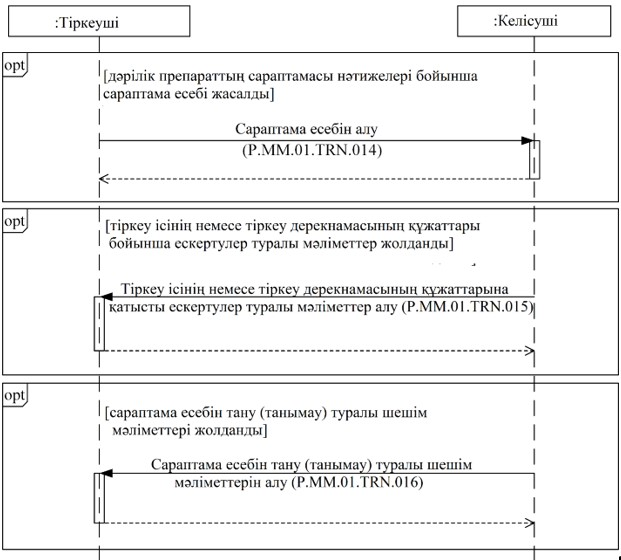 :Тіркеуші
:Келісуші
opt
[дәрілік препараттың сараптамасы нәтижелері бойынша
сараптама есебі жасалды]
Сараптама есебін алу
(P.MM.01.TRN.014)
opt
[тіркеу ісінің немесе тіркеу дерекнамасының құжаттары
бойынша ескертулер туралы мәліметтер жолданды]
Тіркеу ісінің немесе тіркеу дерекнамасының құжаттарына
қатысты ескертулер туралы мәліметтер алу (P.MM.01.TRN.015)
opt
[сараптама есебін тану (танымау) туралы шешім
мәліметтері жолданды]
Сараптама есебін тану (танымау) туралы шешім
мәліметтерін алу (P.MM.01.TRN.016)